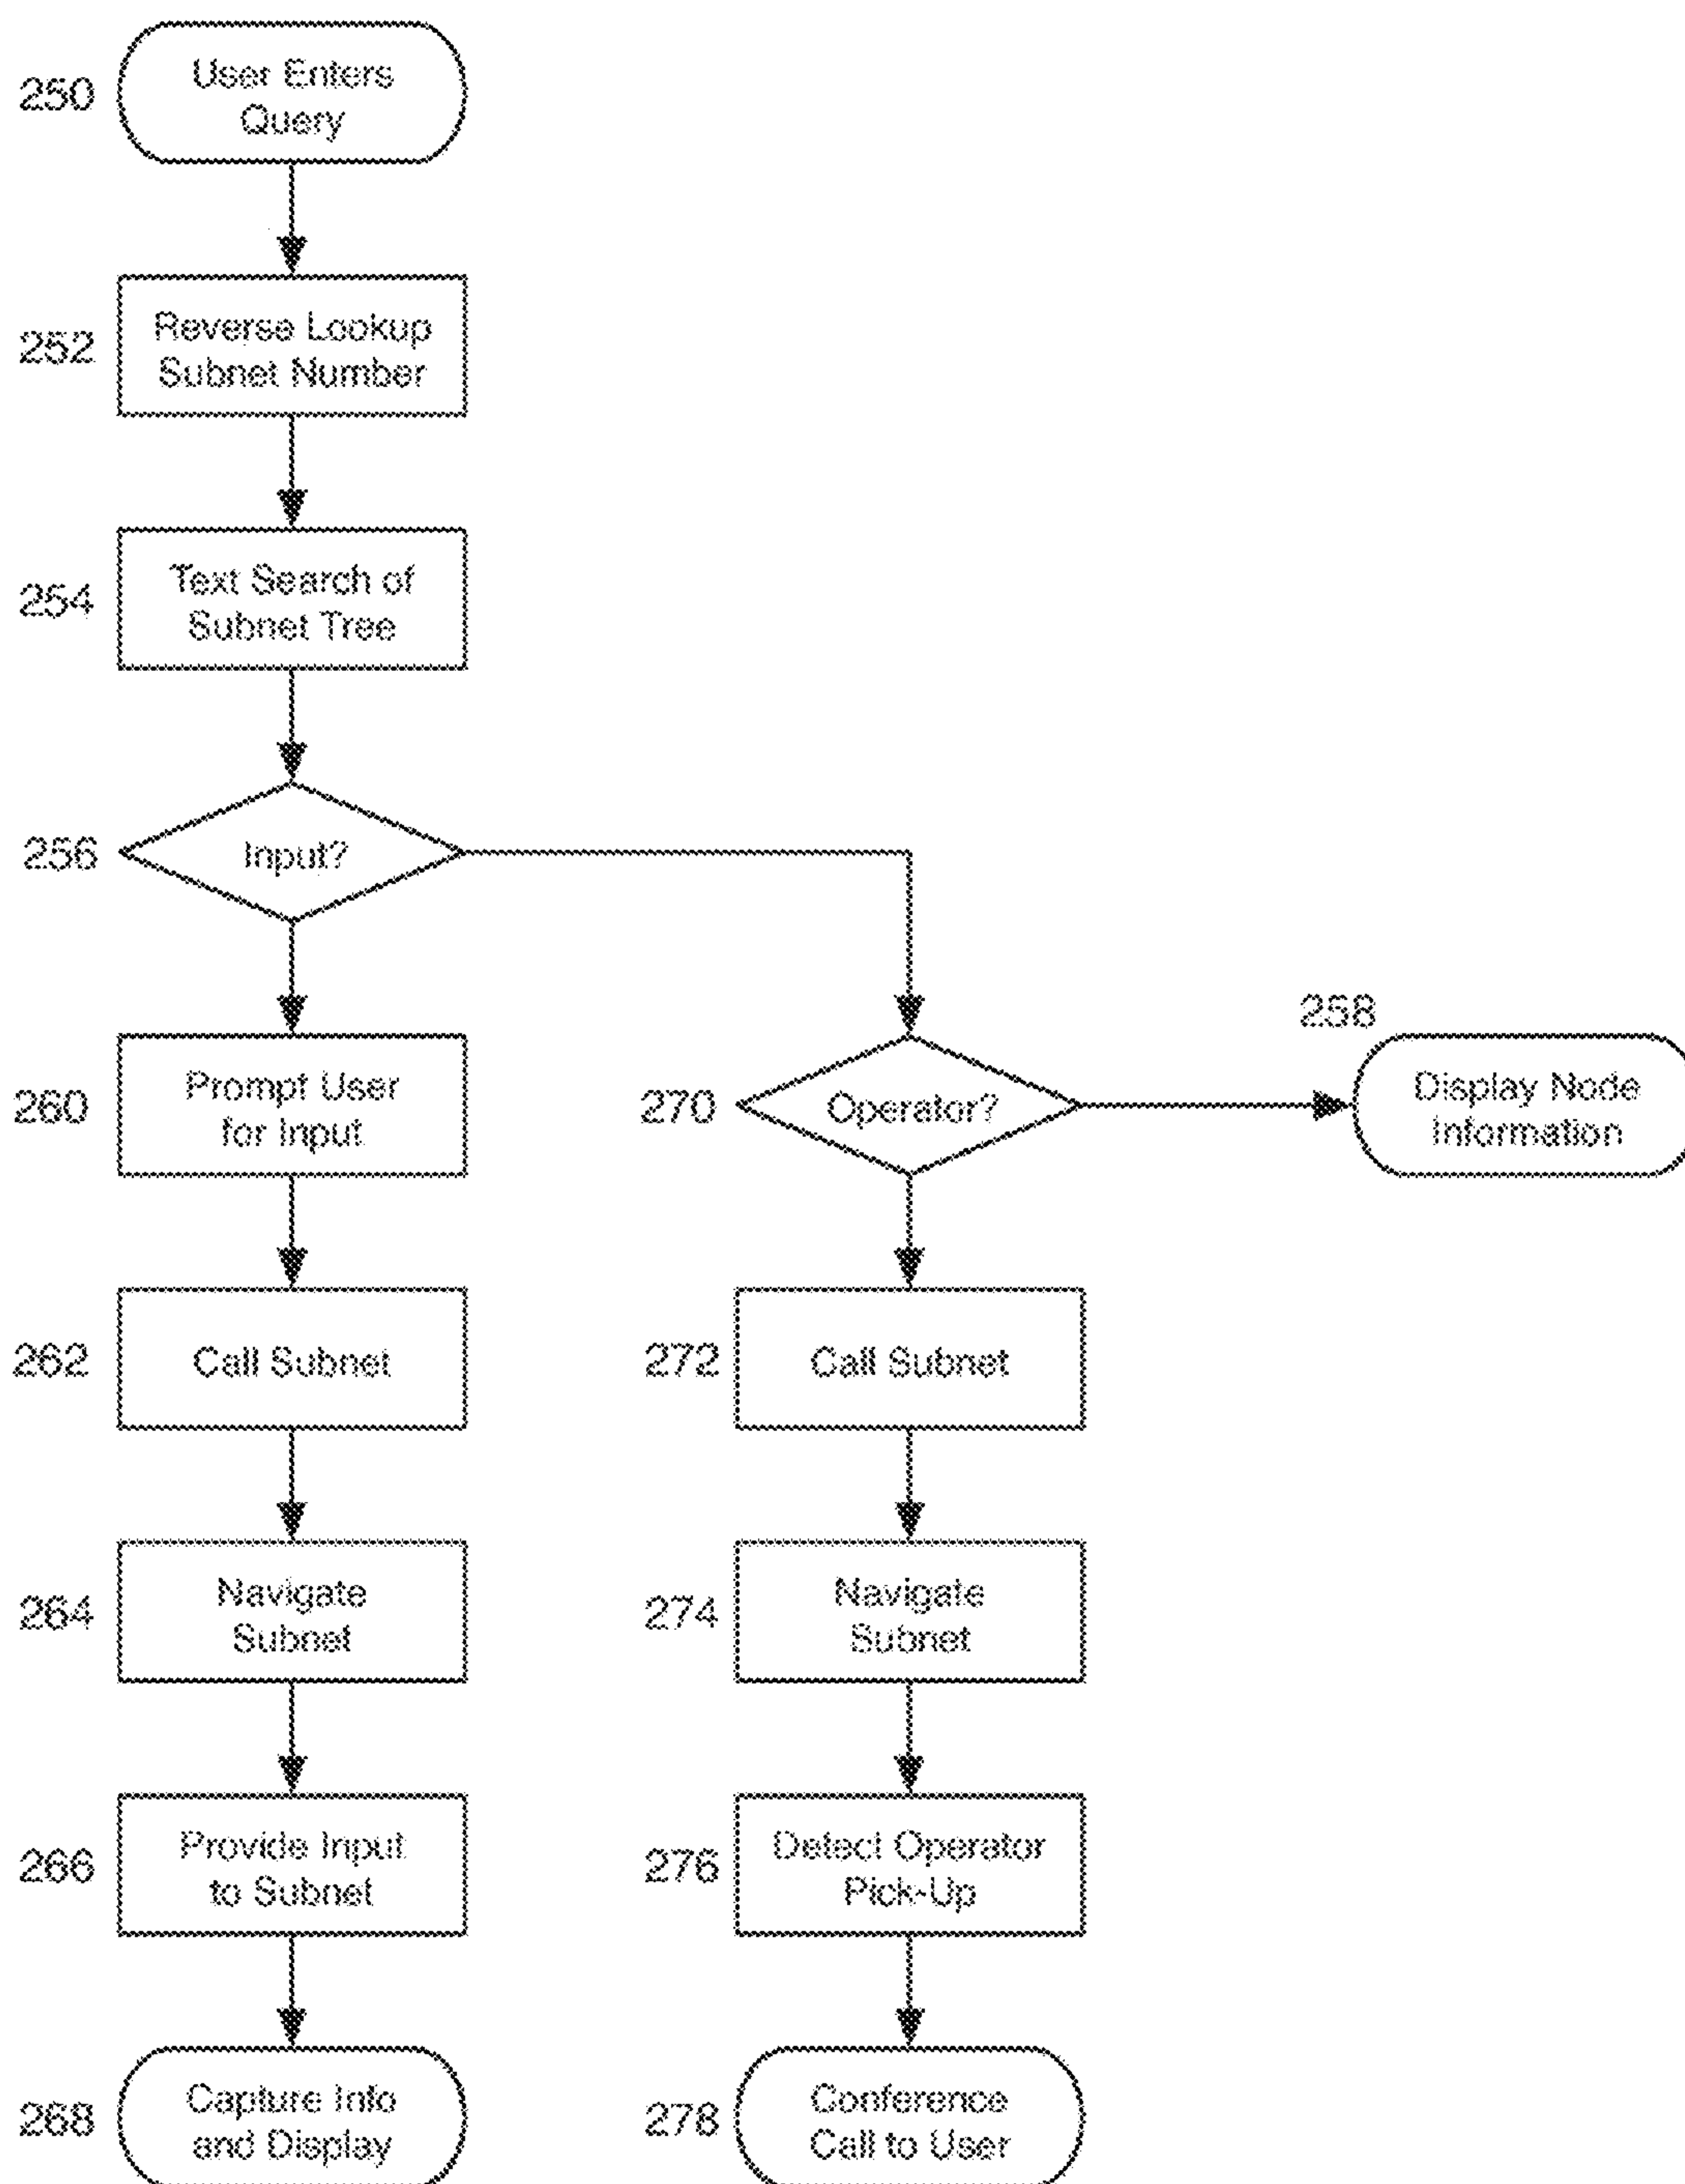 250
User Enters
Query
252
Reverse Lookup
Subnet Number
254
Text Search of
Subnet Tree
256
Input?
260
Prompt User
for Input
270
Operator?
258
Display Node
Information
262
Call Subnet
272
Call Subnet
264
Navigate
Subnet
274
Navigate
Subnet
266
Provide Input
to Subnet
276
Detect Operator
Pick-Up
268
Capture Info
and Display
278
Conference
Call to User